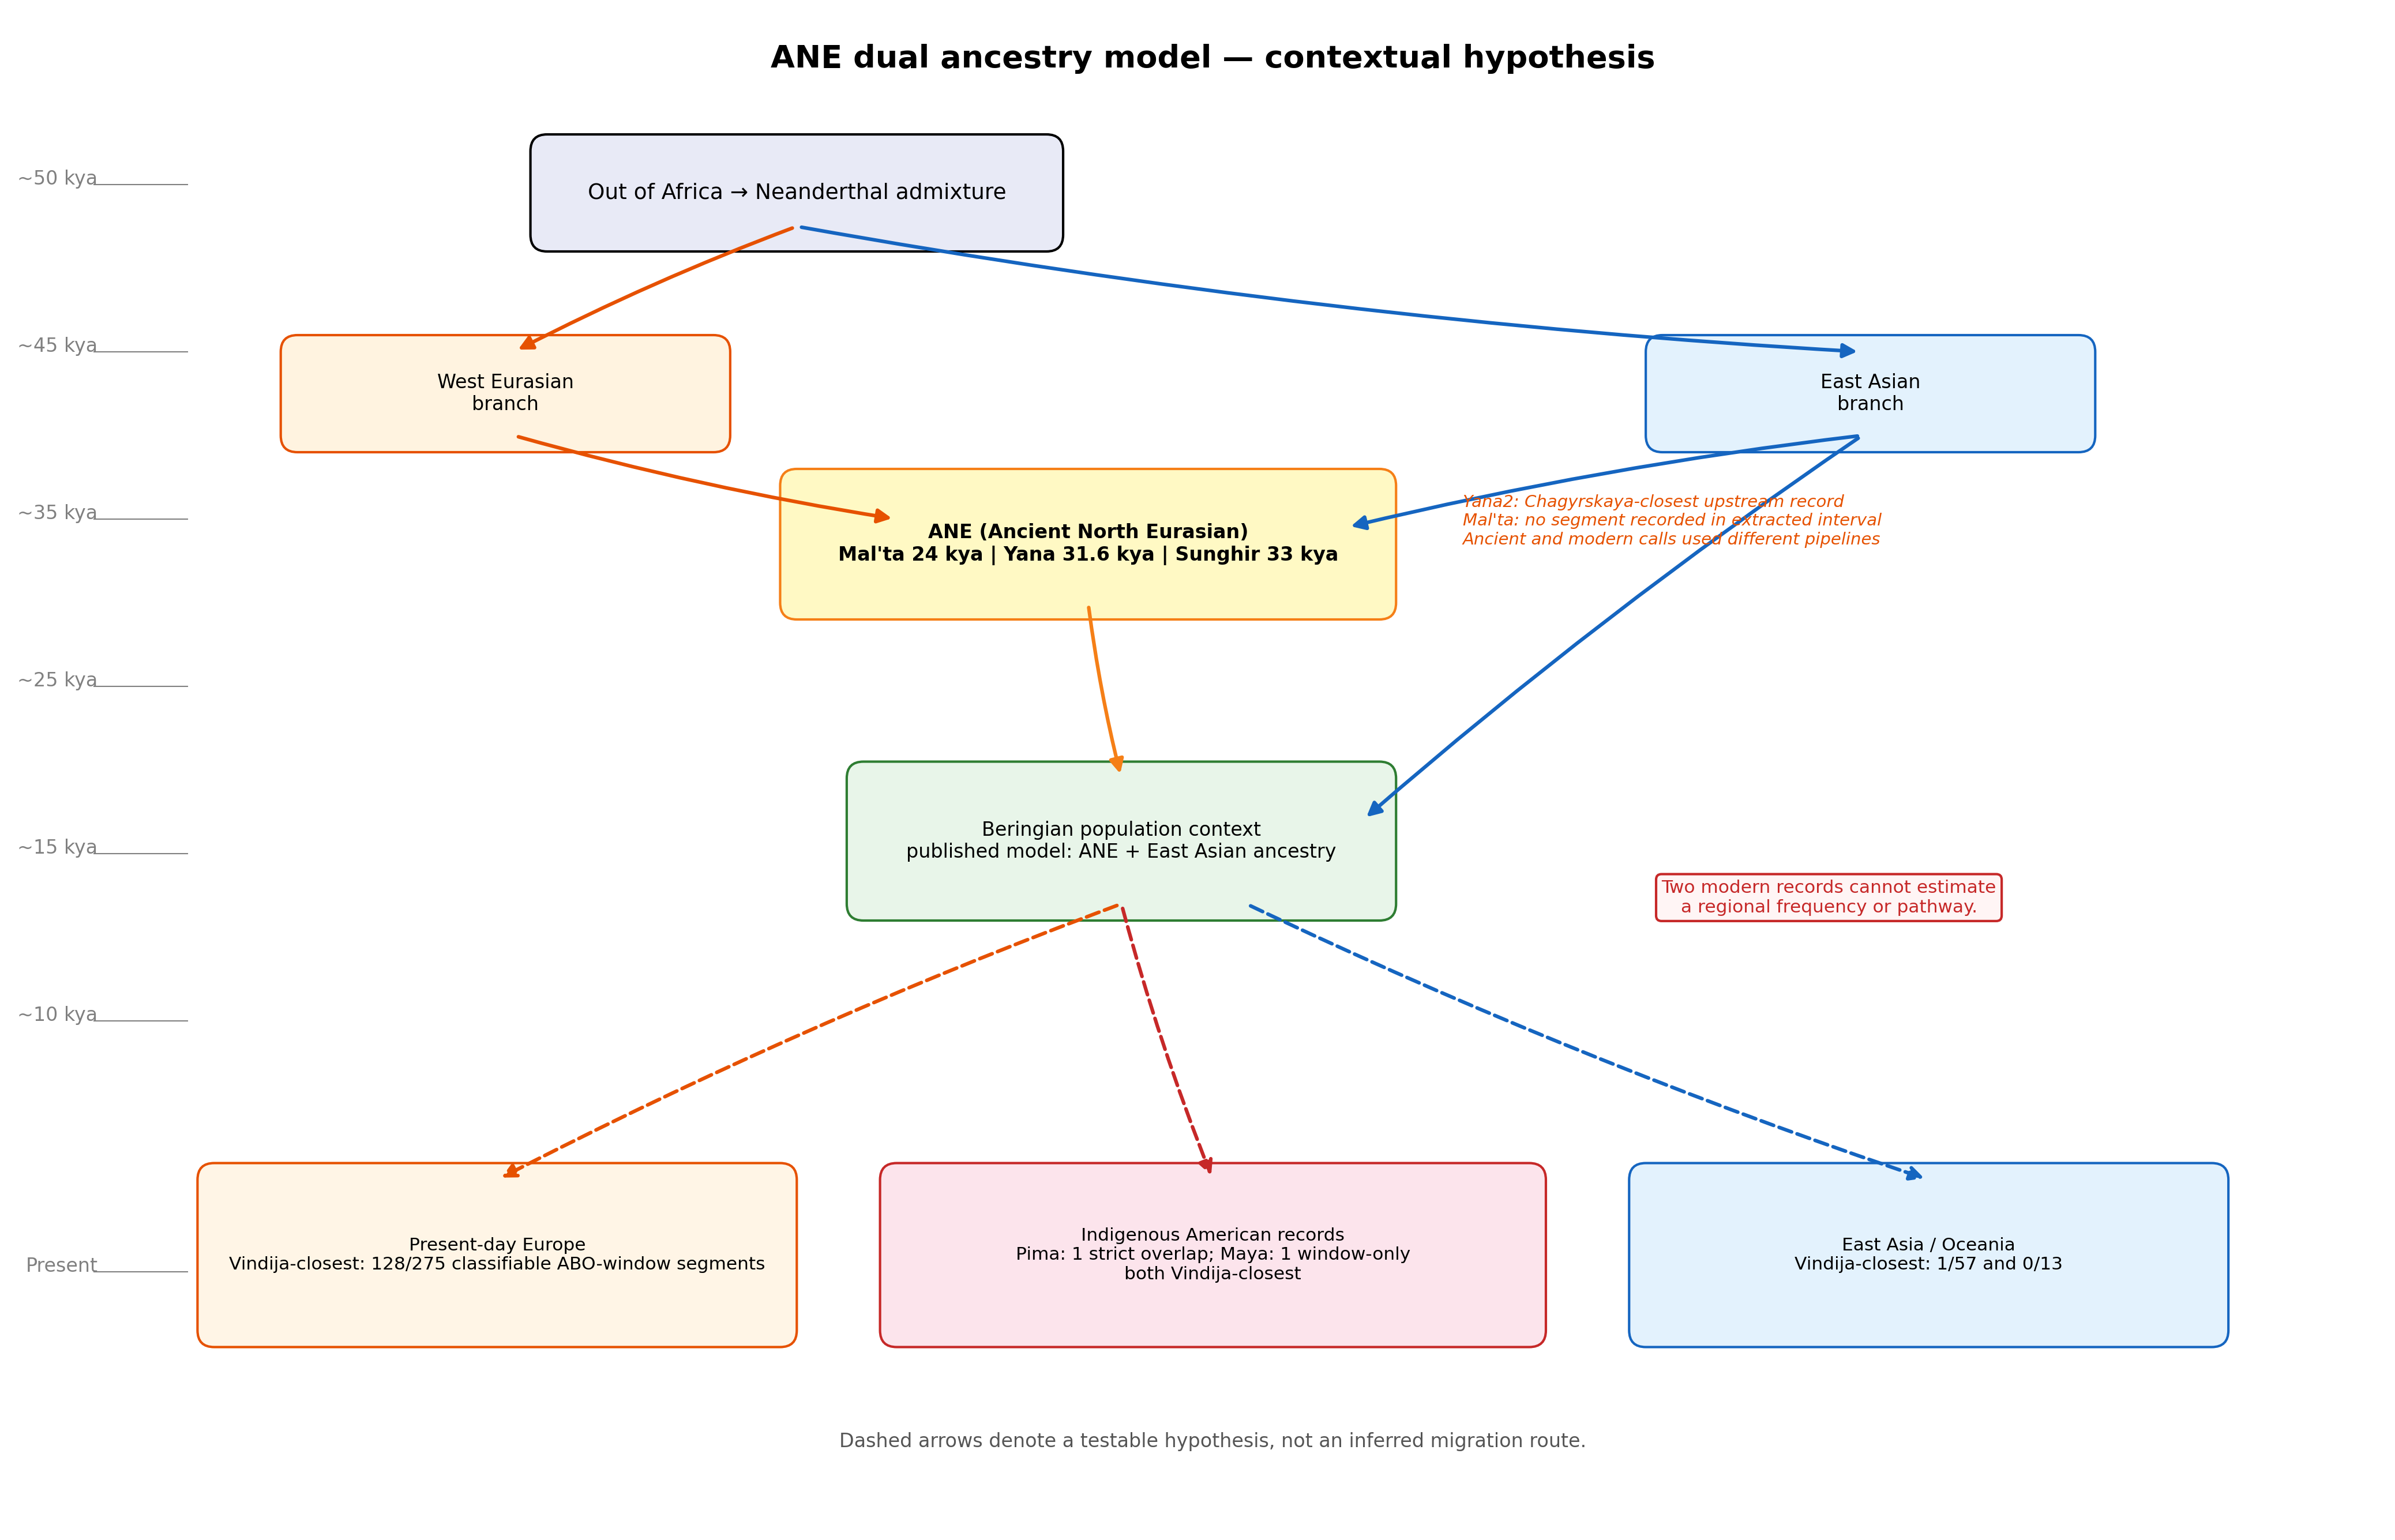 ANE dual ancestry model — contextual hypothesis
~50 kya
Out of Africa → Neanderthal admixture
~45 kya
West Eurasian
branch
East Asian
branch
~35 kya
ANE (Ancient North Eurasian)
Mal'ta 24 kya | Yana 31.6 kya | Sunghir 33 kya
Yana2: Chagyrskaya-closest upstream record
Mal'ta: no segment recorded in extracted interval
Ancient and modern calls used different pipelines
~25 kya
~15 kya
Beringian population context
published model: ANE + East Asian ancestry
Two modern records cannot estimate
a regional frequency or pathway.
~10 kya
Present
Present-day Europe
Vindija-closest: 128/275 classifiable ABO-window segments
Indigenous American records
Pima: 1 strict overlap; Maya: 1 window-only
both Vindija-closest
East Asia / Oceania
Vindija-closest: 1/57 and 0/13
Dashed arrows denote a testable hypothesis, not an inferred migration route.